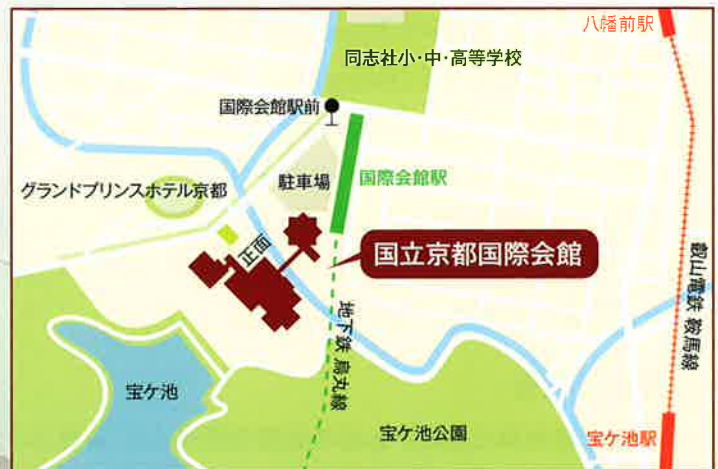 八幡前駅
同志社小・中・高等学校
国際会館駅前
グランドプリンスホテル京都
駐車場
国際会館駅
正面
国立京都国際会館
叡山電鉄 鞍馬線
地下鉄 烏丸線
宝ケ池
宝ケ池公園
宝ケ池駅